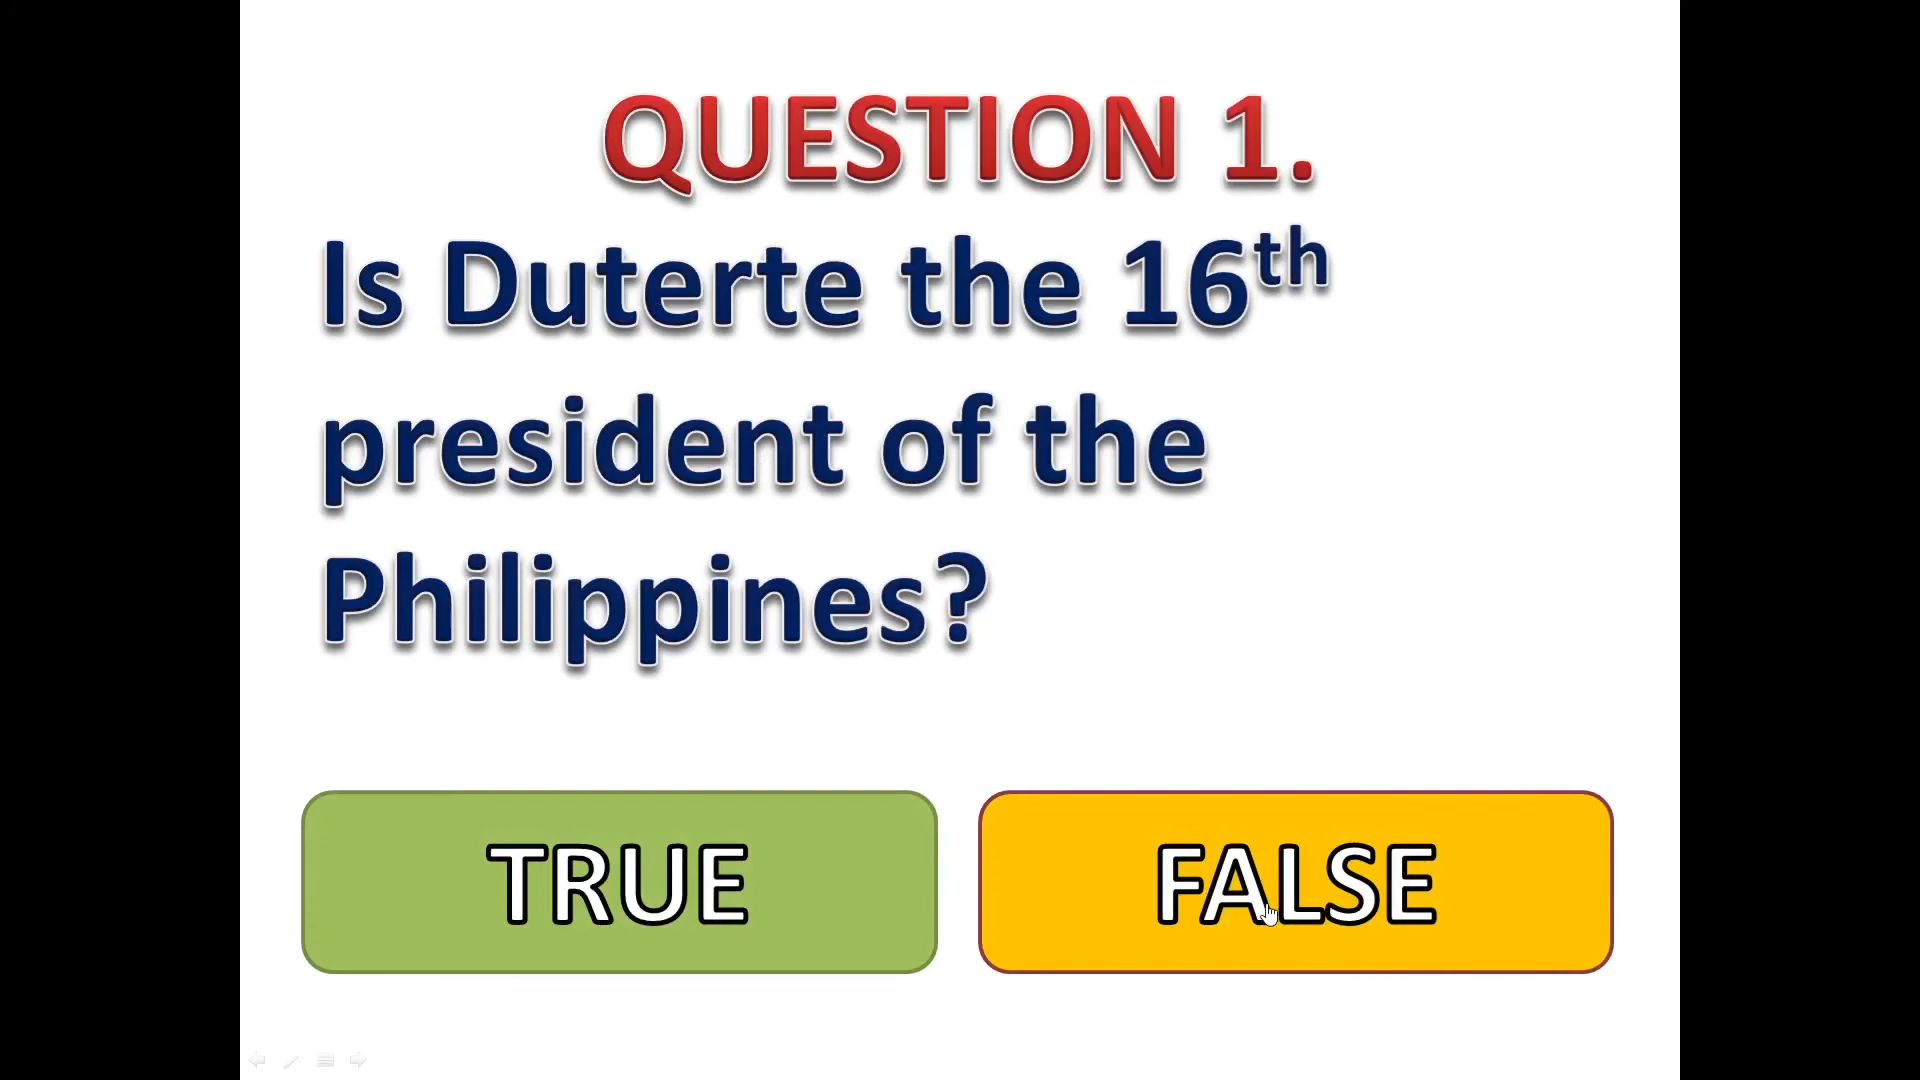 QUESTION 1.
Is Duterte the 16th
president of the
Philippines?
TRUE
FALSE